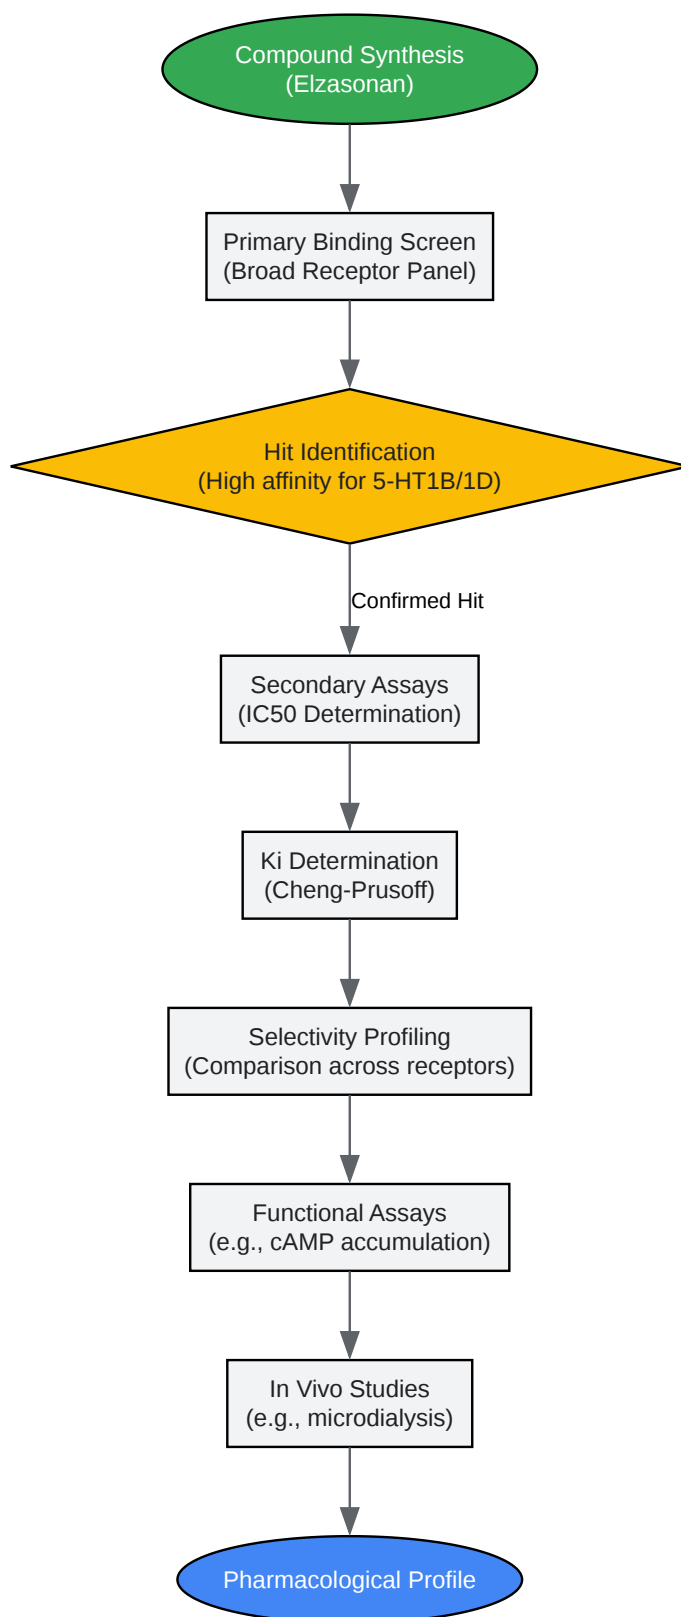 Compound Synthesis
(Elzasonan)
Primary Binding Screen
(Broad Receptor Panel)
Hit Identification
(High affinity for 5-HT1B/1D)
Confirmed Hit
Secondary Assays
(IC50 Determination)
Ki Determination
(Cheng-Prusoff)
Selectivity Profiling
(Comparison across receptors)
Functional Assays
(e.g., cAMP accumulation)
In Vivo Studies
(e.g., microdialysis)
Pharmacological Profile